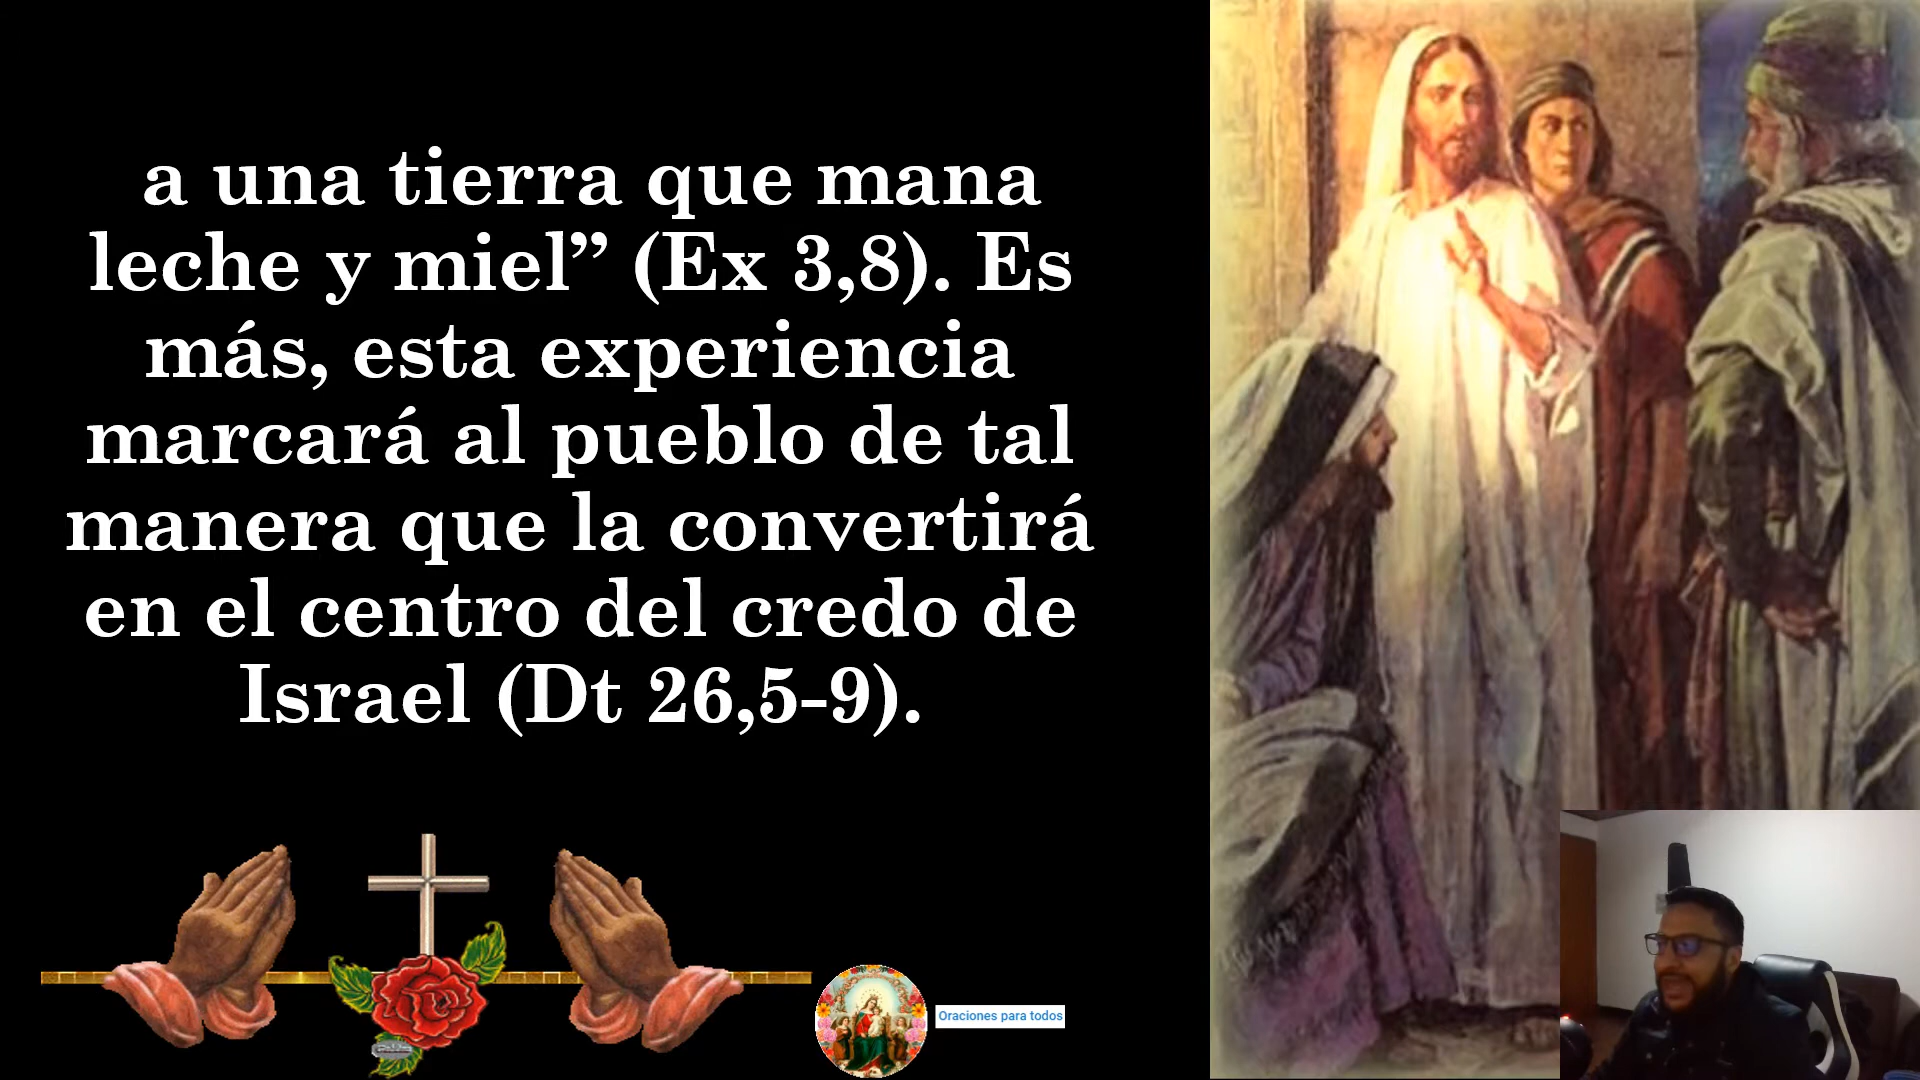 a una tierra que mana
leche y miel” (Ex 3,8). Es
más, esta experiencia
marcará al pueblo de tal
manera que la convertirá
en el centro del credo de
Israel (Dt 26,5-9).
Oraciones para todos